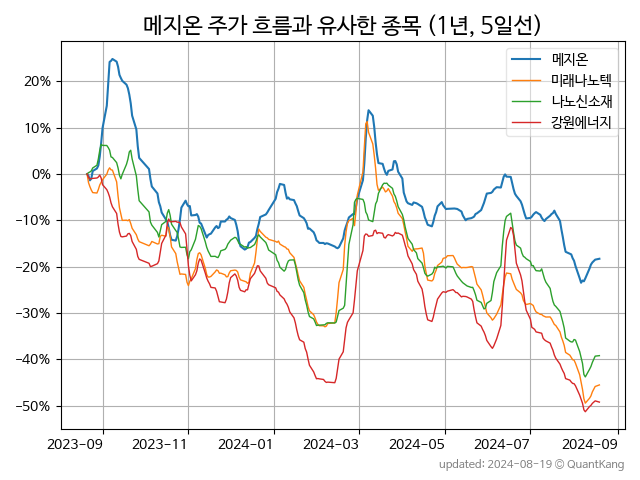 메지온 주가 흐름과 유사한 종목 (1년, 5일선)
메지온
미래나노텍
나노신소재
강원에너지
20%
10%
0%
−10%
−20%
−30%
−40%
−50%
2023-09
2023-11
2024-01
2024-03
2024-05
2024-07
2024-09
updated: 2024-08-19 © QuantKang